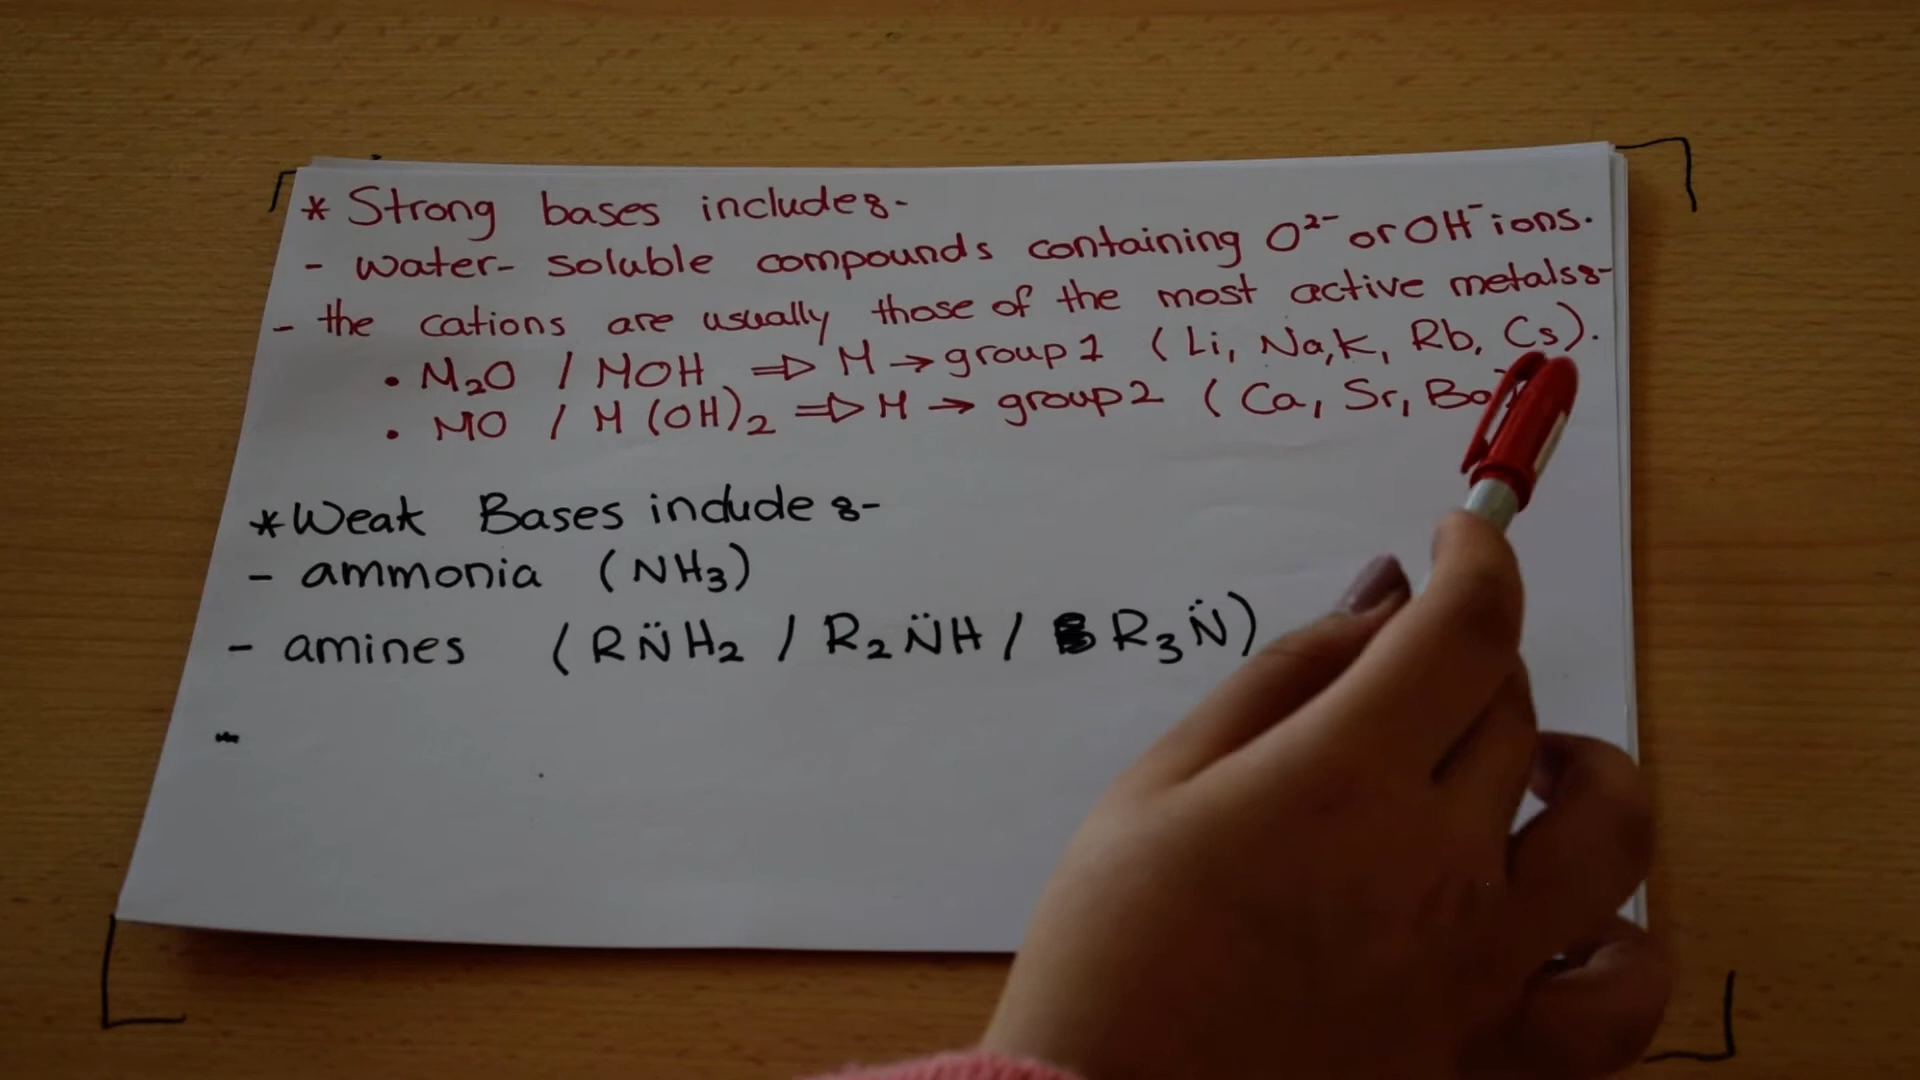 * Strong bases include:-
- water-soluble compounds containing O²⁻ or OH⁻ ions.
- the cations are usually those of the most active metals:-
• M₂O / MOH ⇒ M → group 1 (Li, Na, K, Rb, Cs).
• MO / M(OH)₂ ⇒ M → group 2 (Ca, Sr, Ba)
* Weak Bases include :-
- ammonia (NH₃)
- amines (RN̈H₂ / R₂N̈H / R₃N̈)